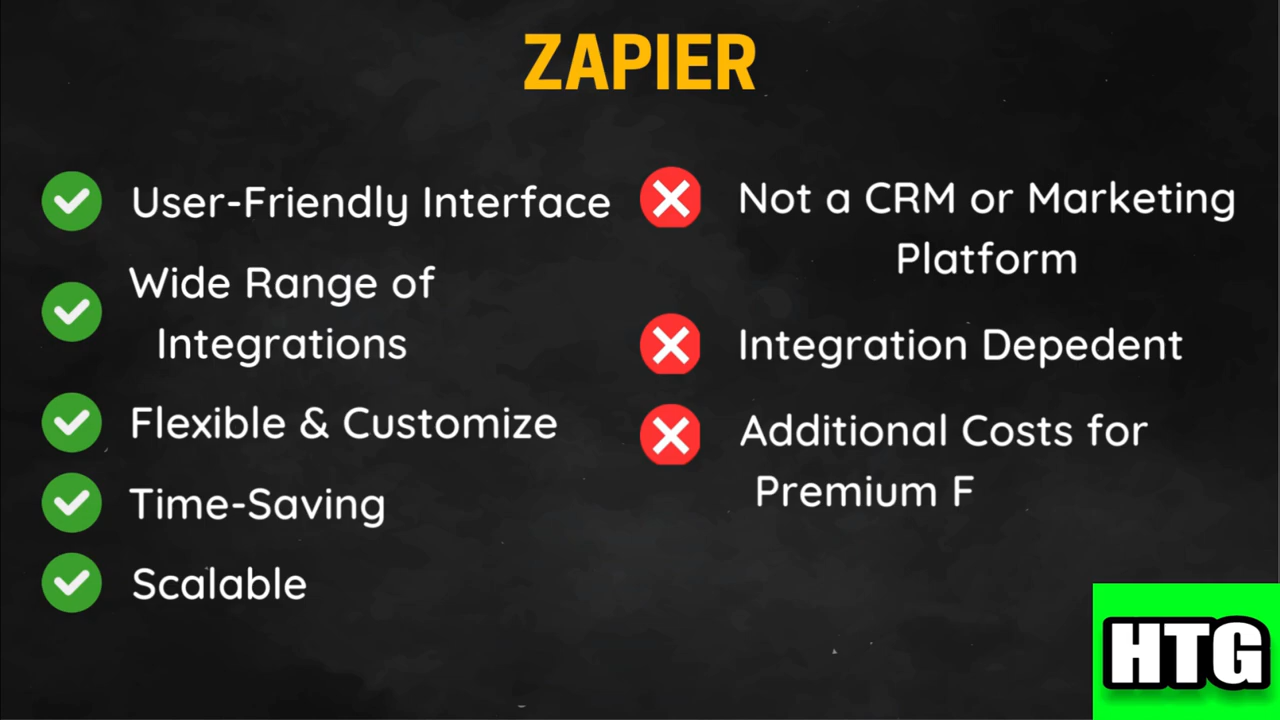 ZAPIER
User-Friendly Interface
Wide Range of
Integrations
Flexible & Customize
Time-Saving
Scalable
Not a CRM or Marketing
Platform
Integration Depedent
Additional Costs for
Premium F
HTG